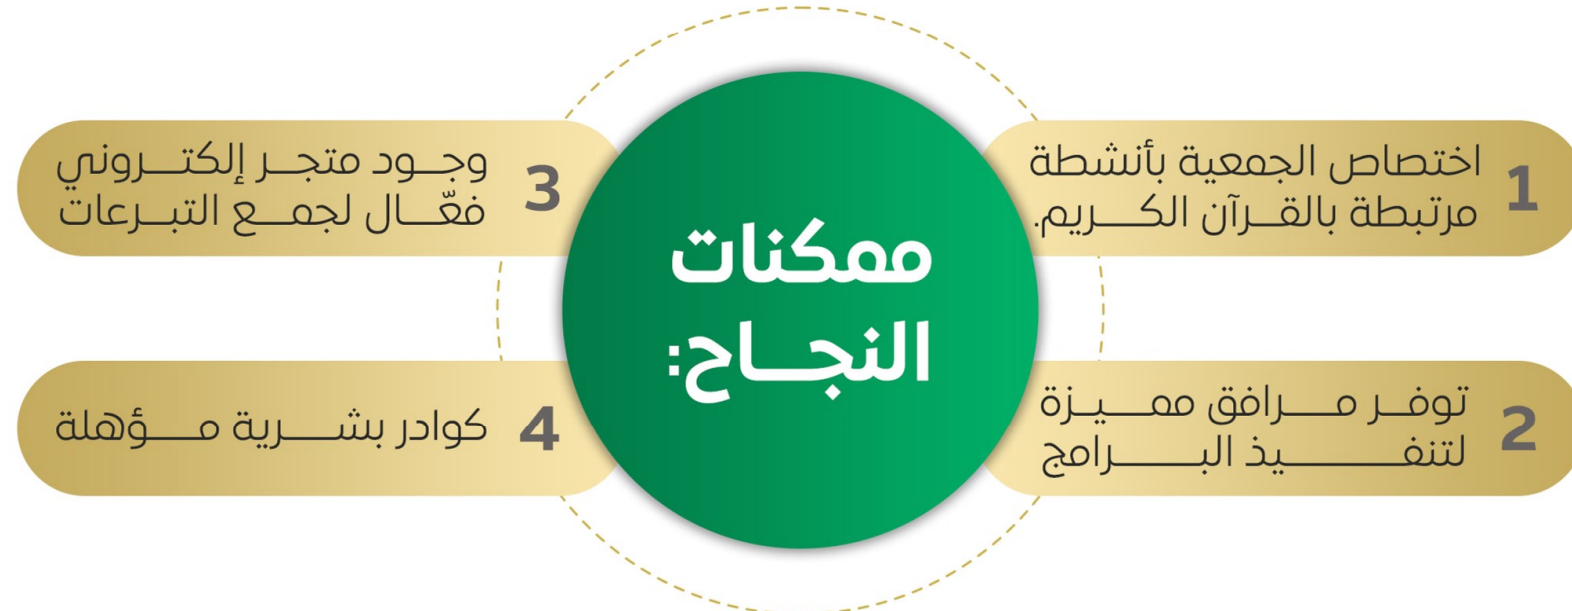 ممكنات
النجاح:
1 اختصاص الجمعية بأنشطة
مرتبطة بالقرآن الكريم.
2 توفر مرافق مميزة
لتنفيذ البرامج
3 وجود متجر إلكتروني
فعّال لجمع التبرعات
4 كوادر بشرية مؤهلة